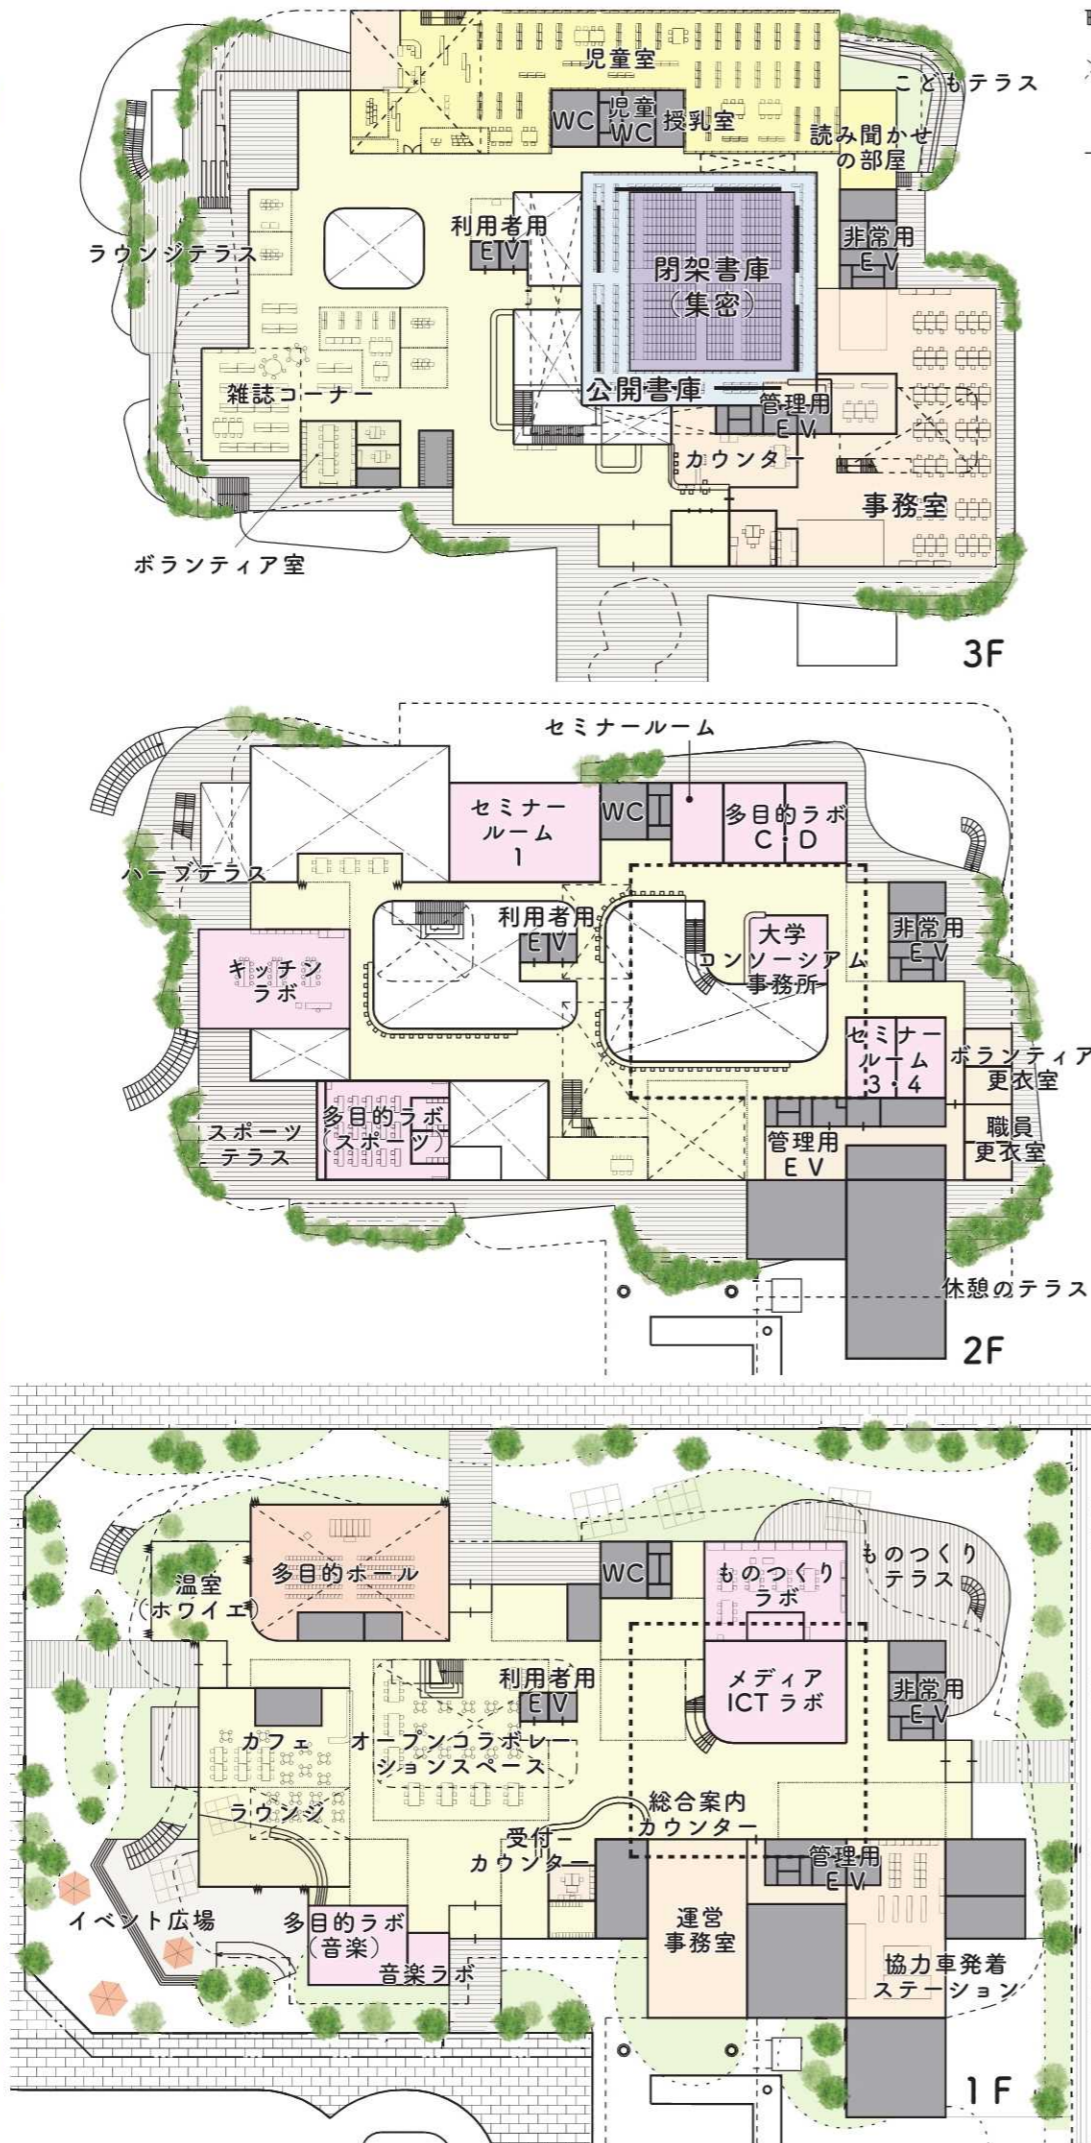 児童室
こどもテラス
WC
児童
WC
授乳室
読み聞かせ
の部屋
利用者用
EV
非常用
EV
ラウンジテラス
閉架書庫
(集密)
雑誌コーナー
公開書庫
管理用
EV
カウンター
事務室
ボランティア室
3F
セミナールーム
セミナー
ルーム
1
WC
多目的ラボ
C・D
ハーブテラス
利用者用
EV
大学
コンソーシアム
事務所
非常用
EV
キッチン
ラボ
セミナー
ルーム
3・4
ボランティア
更衣室
多目的ラボ
(スポーツ)
スポーツ
テラス
管理用
EV
職員
更衣室
休憩のテラス
2F
温室
(ホワイエ)
多目的ホール
WC
ものつくり
ラボ
ものつくり
テラス
利用者用
EV
メディア
ICTラボ
非常用
EV
カフェ
オープンコラボレー
ションスペース
ラウンジ
総合案内
カウンター
受付
カウンター
管理用
EV
イベント広場
多目的ラボ
(音楽)
音楽ラボ
運営
事務室
協力車発着
ステーション
1F